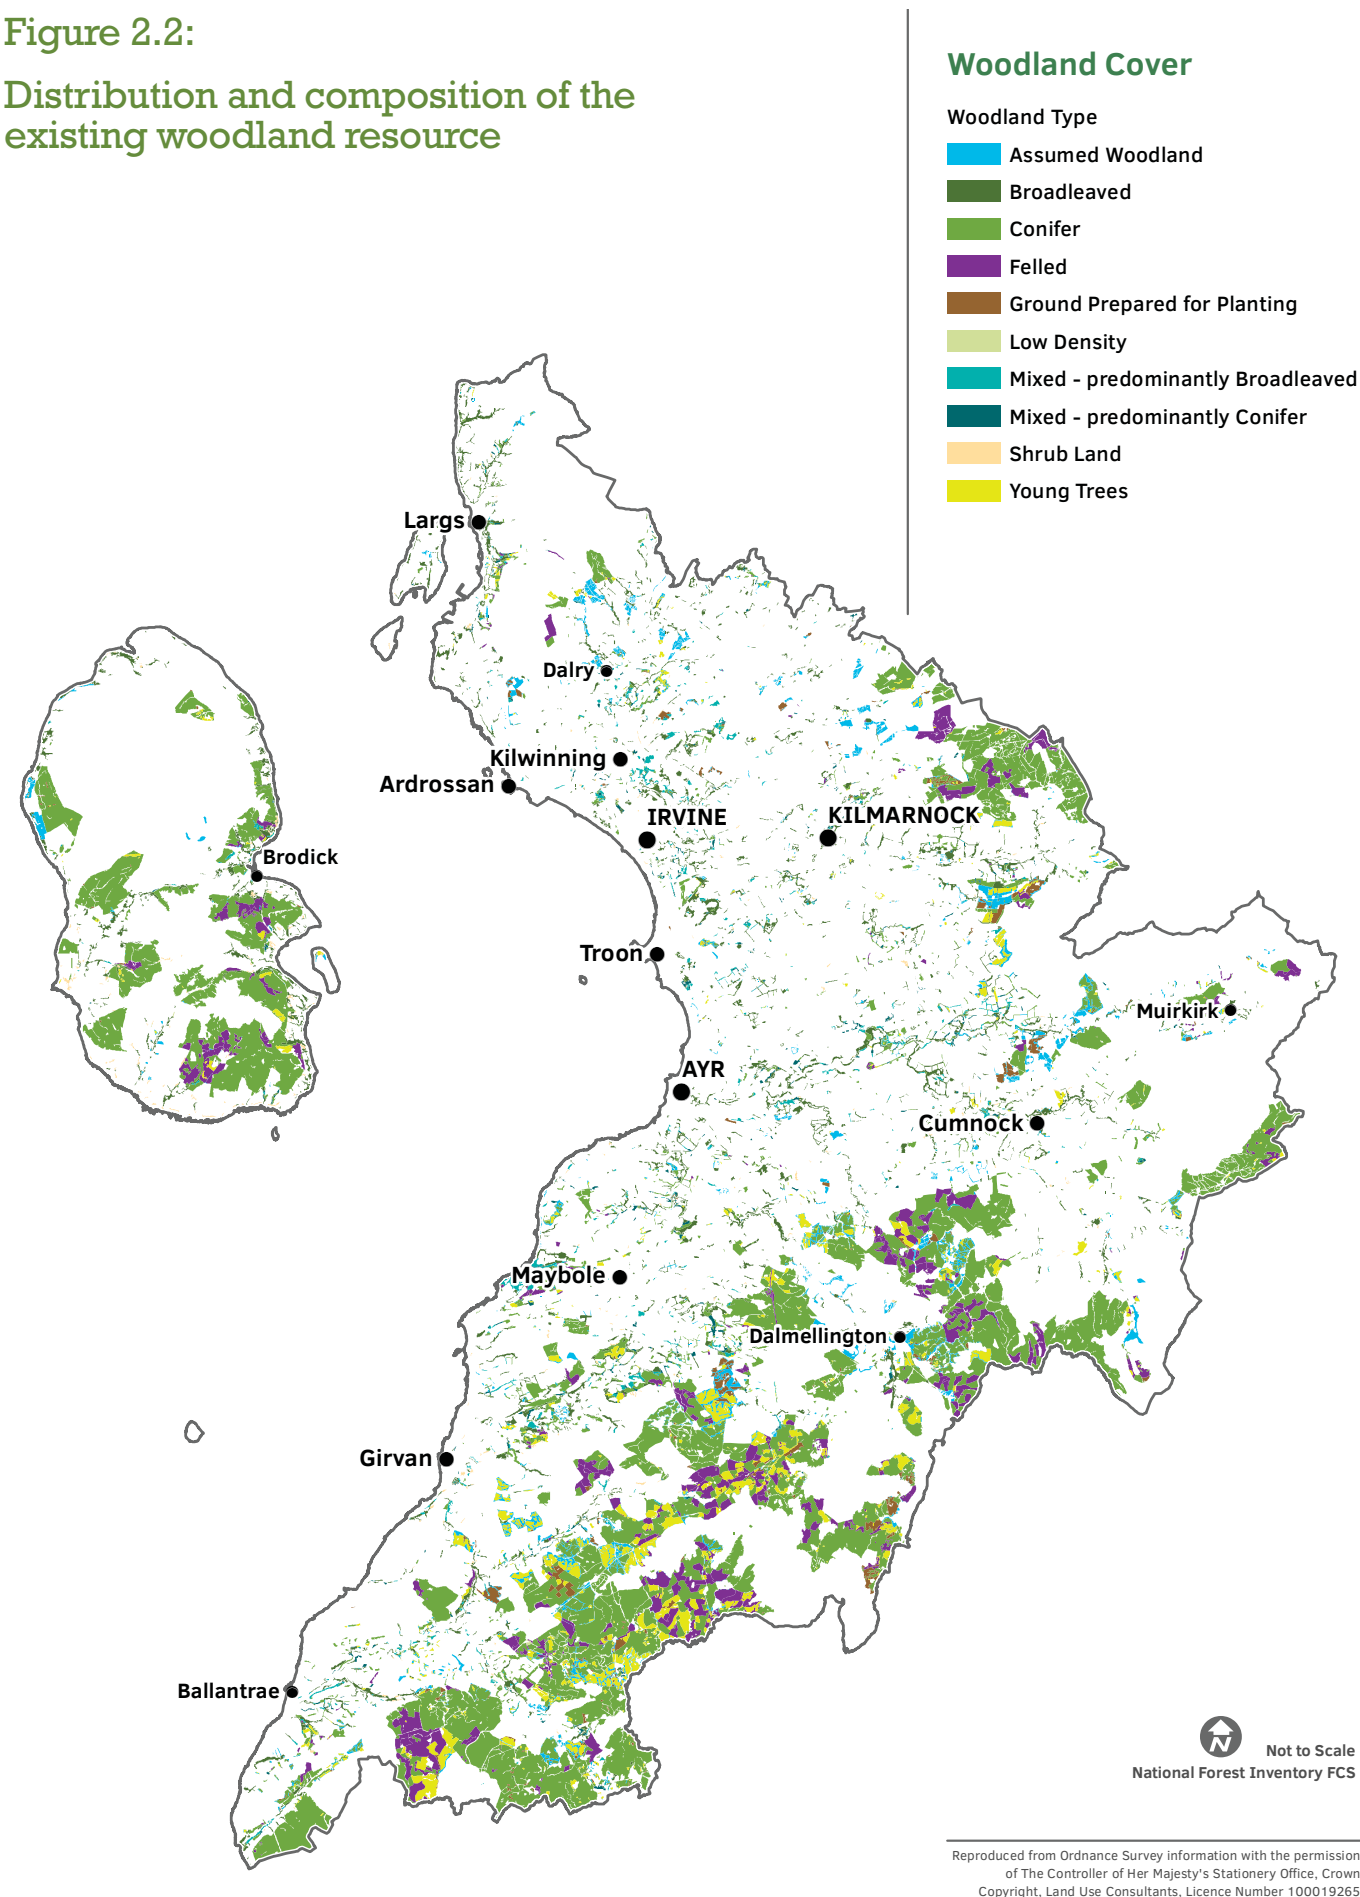 Figure 2.2:
Distribution and composition of the
existing woodland resource
Woodland Cover
Woodland Type
Assumed Woodland
Broadleaved
Conifer
Felled
Ground Prepared for Planting
Low Density
Mixed - predominantly Broadleaved
Mixed - predominantly Conifer
Shrub Land
Young Trees
Largs
Dalry
Kilwinning
Ardrossan
IRVINE
KILMARNOCK
Brodick
Troon
Muirkirk
AYR
Cumnock
Maybole
Dalmellington
Girvan
Ballantrae
N
Not to Scale
National Forest Inventory FCS
Reproduced from Ordnance Survey information with the permission
of The Controller of Her Majesty's Stationery Office, Crown
Copyright, Land Use Consultants, Licence Number 100019265